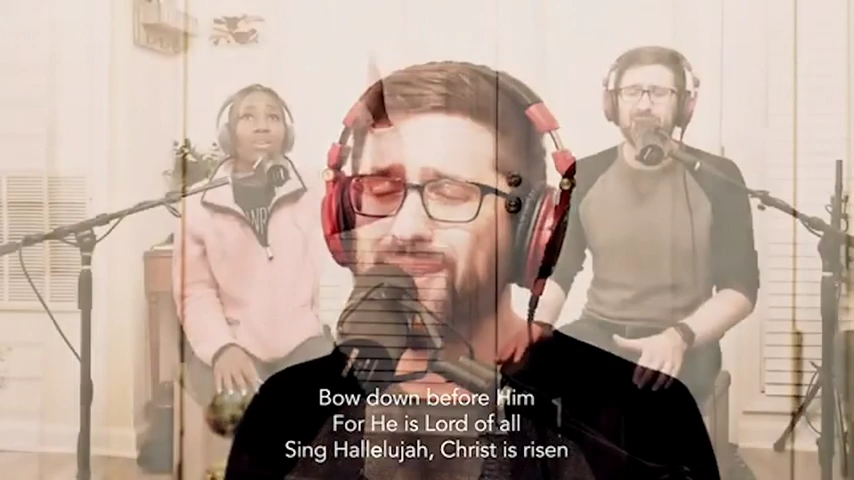 Bow down before Him
For He is Lord of all
Sing Hallelujah, Christ is risen